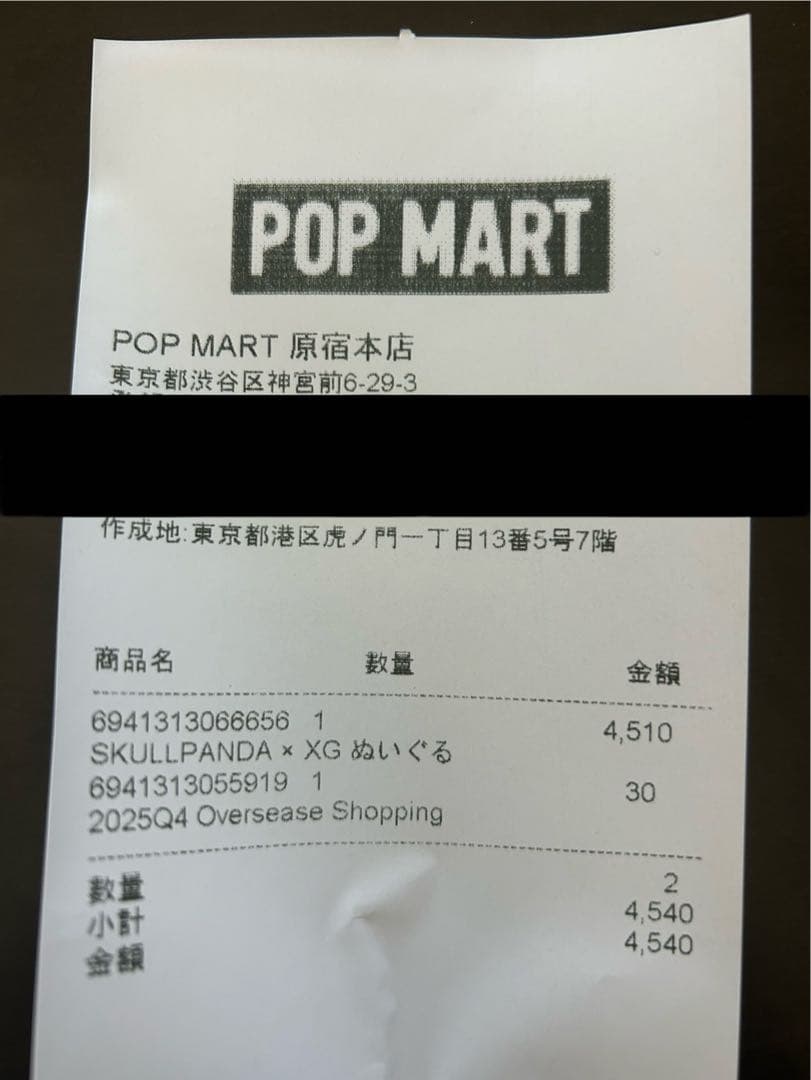 POP MART
POP MART 原宿本店
東京都渋谷区神宮前6-29-3
作成地:東京都港区虎ノ門一丁目13番5号7階
商品名 数量 金額
6941313066656 1 4,510
SKULLPANDA × XG ぬいぐる
6941313055919 1 30
2025Q4 Oversease Shopping
数量 2
小計 4,540
金額 4,540